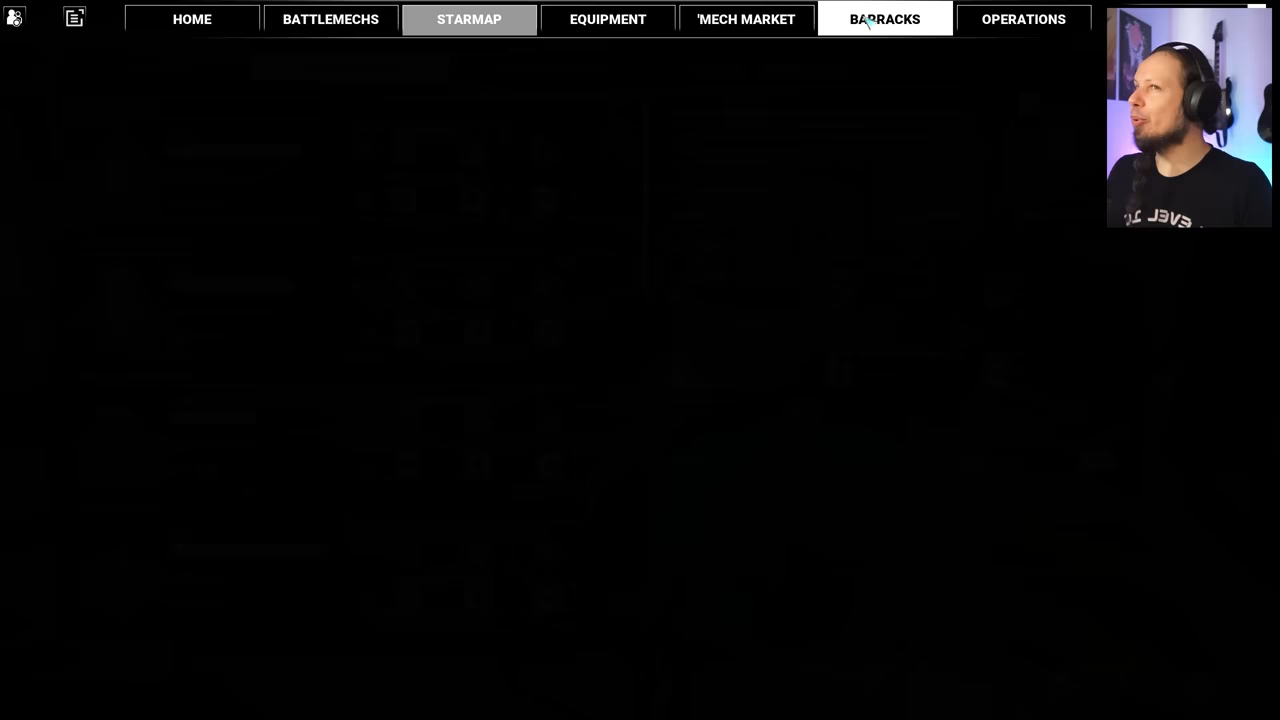 HOME
BATTLEMECHS
STARMAP
EQUIPMENT
'MECH MARKET
BARRACKS
OPERATIONS